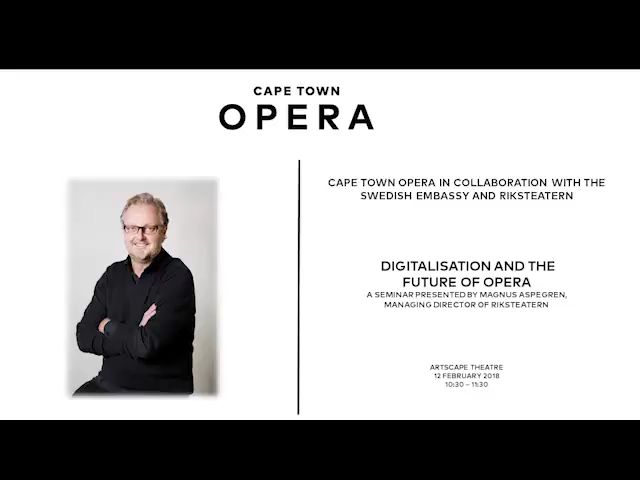 CAPE TOWN
OPERA
CAPE TOWN OPERA IN COLLABORATION WITH THE
SWEDISH EMBASSY AND RIKSTEATERN
DIGITALISATION AND THE
FUTURE OF OPERA
A SEMINAR PRESENTED BY MAGNUS ASPEGREN,
MANAGING DIRECTOR OF RIKSTEATERN
ARTSCAPE THEATRE
12 FEBRUARY 2018
10:30 – 11:30